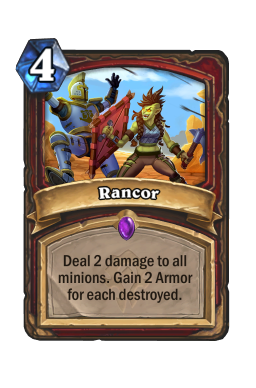 4
Rancor
Deal 2 damage to all
minions. Gain 2 Armor
for each destroyed.